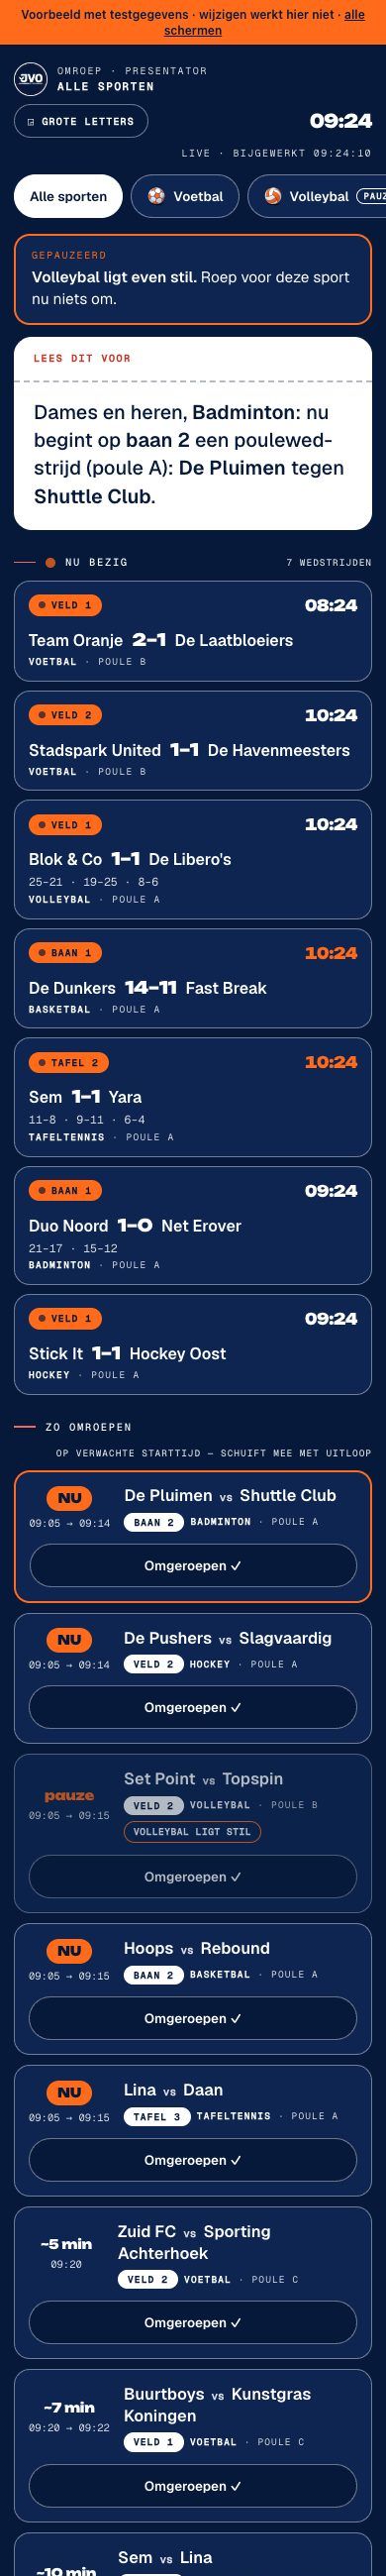 Voorbeeld met testgegevens · wijzigen werkt hier niet · alle
schermen
JVO
OMROEP · PRESENTATOR
ALLE SPORTEN
GROTE LETTERS
09:24
LIVE · BIJGEWERKT 09:24:10
Alle sporten
Voetbal
Volleybal
PAUZ
GEPAUZEERD
Volleybal ligt even stil. Roep voor deze sport
nu niets om.
LEES DIT VOOR
Dames en heren, Badminton: nu
begint op baan 2 een poulewed-
strijd (poule A): De Pluimen tegen
Shuttle Club.
NU BEZIG
7 WEDSTRIJDEN
VELD 1
08:24
Team Oranje 2–1 De Laatbloeiers
VOETBAL · POULE B
VELD 2
10:24
Stadspark United 1–1 De Havenmeesters
VOETBAL · POULE B
VELD 1
10:24
Blok & Co 1–1 De Libero's
25–21 · 19–25 · 8–6
VOLLEYBAL · POULE A
BAAN 1
10:24
De Dunkers 14–11 Fast Break
BASKETBAL · POULE A
TAFEL 2
10:24
Sem 1–1 Yara
11–8 · 9–11 · 6–4
TAFELTENNIS · POULE A
BAAN 1
09:24
Duo Noord 1–0 Net Erover
21–17 · 15–12
BADMINTON · POULE A
VELD 1
09:24
Stick It 1–1 Hockey Oost
HOCKEY · POULE A
ZO OMROEPEN
OP VERWACHTE STARTTIJD — SCHUIFT MEE MET UITLOOP
NU
09:05 → 09:14
De Pluimen vs Shuttle Club
BAAN 2 BADMINTON · POULE A
Omgeroepen ✓
NU
09:05 → 09:14
De Pushers vs Slagvaardig
VELD 2 HOCKEY · POULE A
Omgeroepen ✓
pauze
09:05 → 09:15
Set Point vs Topspin
VELD 2 VOLLEYBAL · POULE B
VOLLEYBAL LIGT STIL
Omgeroepen ✓
NU
09:05 → 09:15
Hoops vs Rebound
BAAN 2 BASKETBAL · POULE A
Omgeroepen ✓
NU
09:05 → 09:15
Lina vs Daan
TAFEL 3 TAFELTENNIS · POULE A
Omgeroepen ✓
~5 min
09:20
Zuid FC vs Sporting
Achterhoek
VELD 2 VOETBAL · POULE C
Omgeroepen ✓
~7 min
09:20 → 09:22
Buurtboys vs Kunstgras
Koningen
VELD 1 VOETBAL · POULE C
Omgeroepen ✓
~10 min
Sem vs Lina